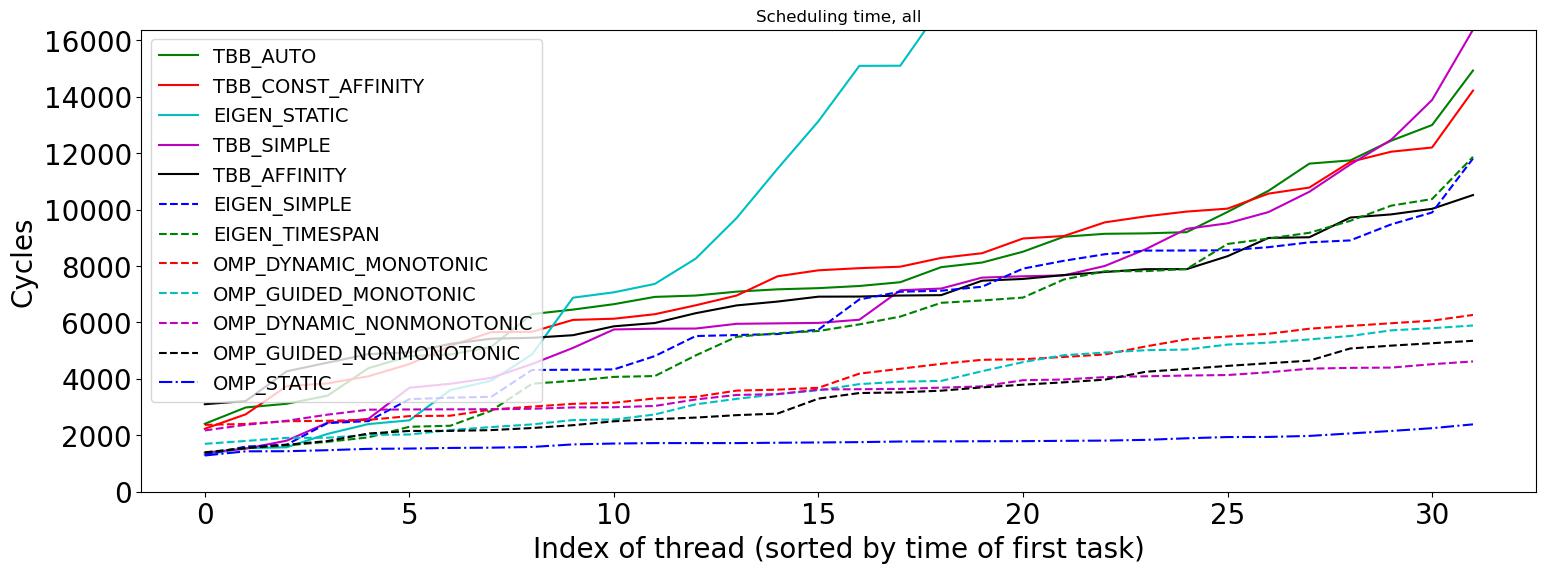 Scheduling time, all
16000
14000
12000
10000
8000
6000
4000
2000
0
Cycles
TBB_AUTO
TBB_CONST_AFFINITY
EIGEN_STATIC
TBB_SIMPLE
TBB_AFFINITY
EIGEN_SIMPLE
EIGEN_TIMESPAN
OMP_DYNAMIC_MONOTONIC
OMP_GUIDED_MONOTONIC
OMP_DYNAMIC_NONMONOTONIC
OMP_GUIDED_NONMONOTONIC
OMP_STATIC
0 5 10 15 20 25 30
Index of thread (sorted by time of first task)